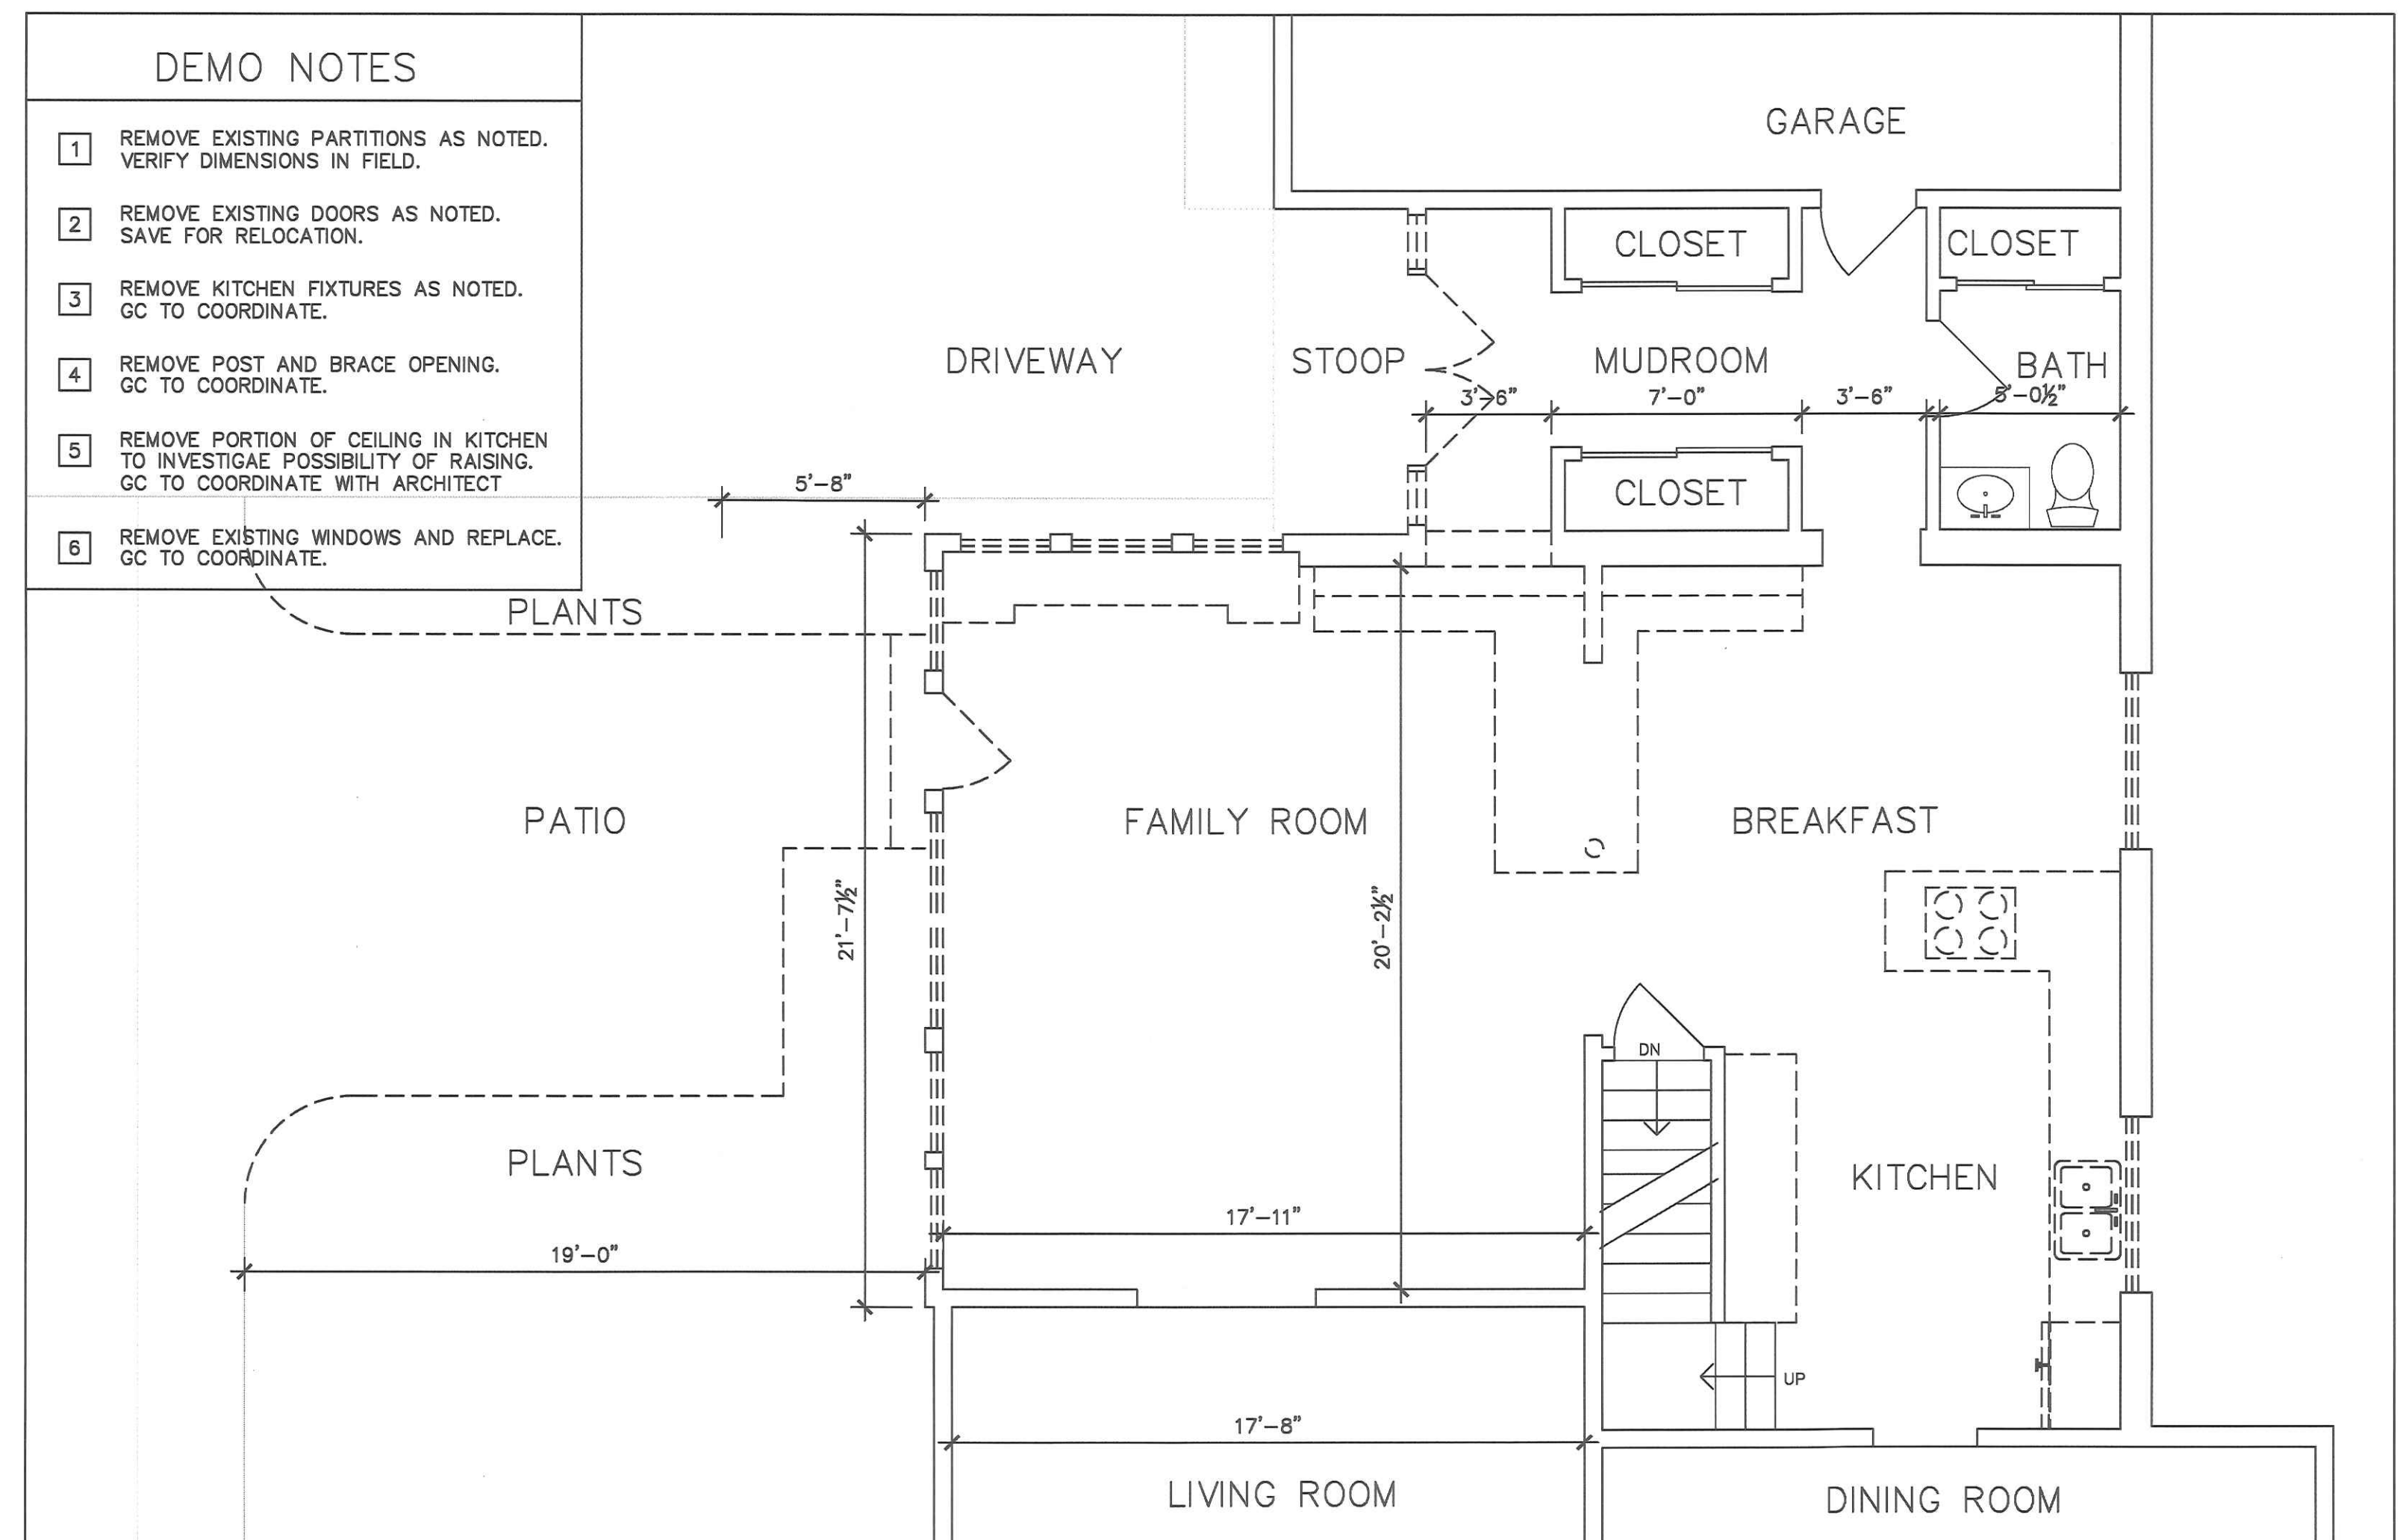 DEMO NOTES
1 REMOVE EXISTING PARTITIONS AS NOTED.
VERIFY DIMENSIONS IN FIELD.
2 REMOVE EXISTING DOORS AS NOTED.
SAVE FOR RELOCATION.
3 REMOVE KITCHEN FIXTURES AS NOTED.
GC TO COORDINATE.
4 REMOVE POST AND BRACE OPENING.
GC TO COORDINATE.
5 REMOVE PORTION OF CEILING IN KITCHEN
TO INVESTIGAE POSSIBILITY OF RAISING.
GC TO COORDINATE WITH ARCHITECT
6 REMOVE EXISTING WINDOWS AND REPLACE.
GC TO COORDINATE.
GARAGE
CLOSET
CLOSET
DRIVEWAY
STOOP
MUDROOM
BATH
3'-6"
7'-0"
3'-6"
5'-0½"
5'-8"
CLOSET
PLANTS
PATIO
FAMILY ROOM
BREAKFAST
21'-7½"
20'-2½"
DN
PLANTS
KITCHEN
17'-11"
19'-0"
UP
17'-8"
LIVING ROOM
DINING ROOM